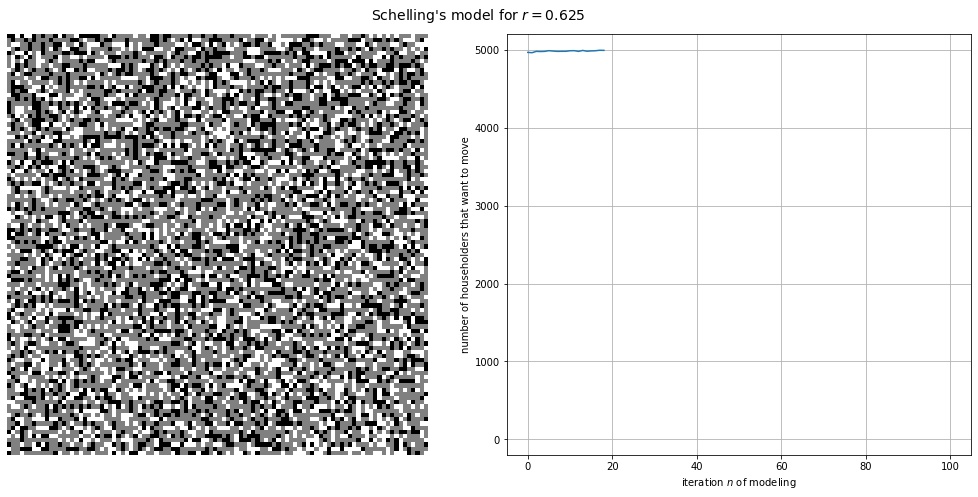 Schelling's model for r = 0.625
number of householders that want to move
5000
4000
3000
2000
1000
0
0 20 40 60 80 100
iteration n of modeling